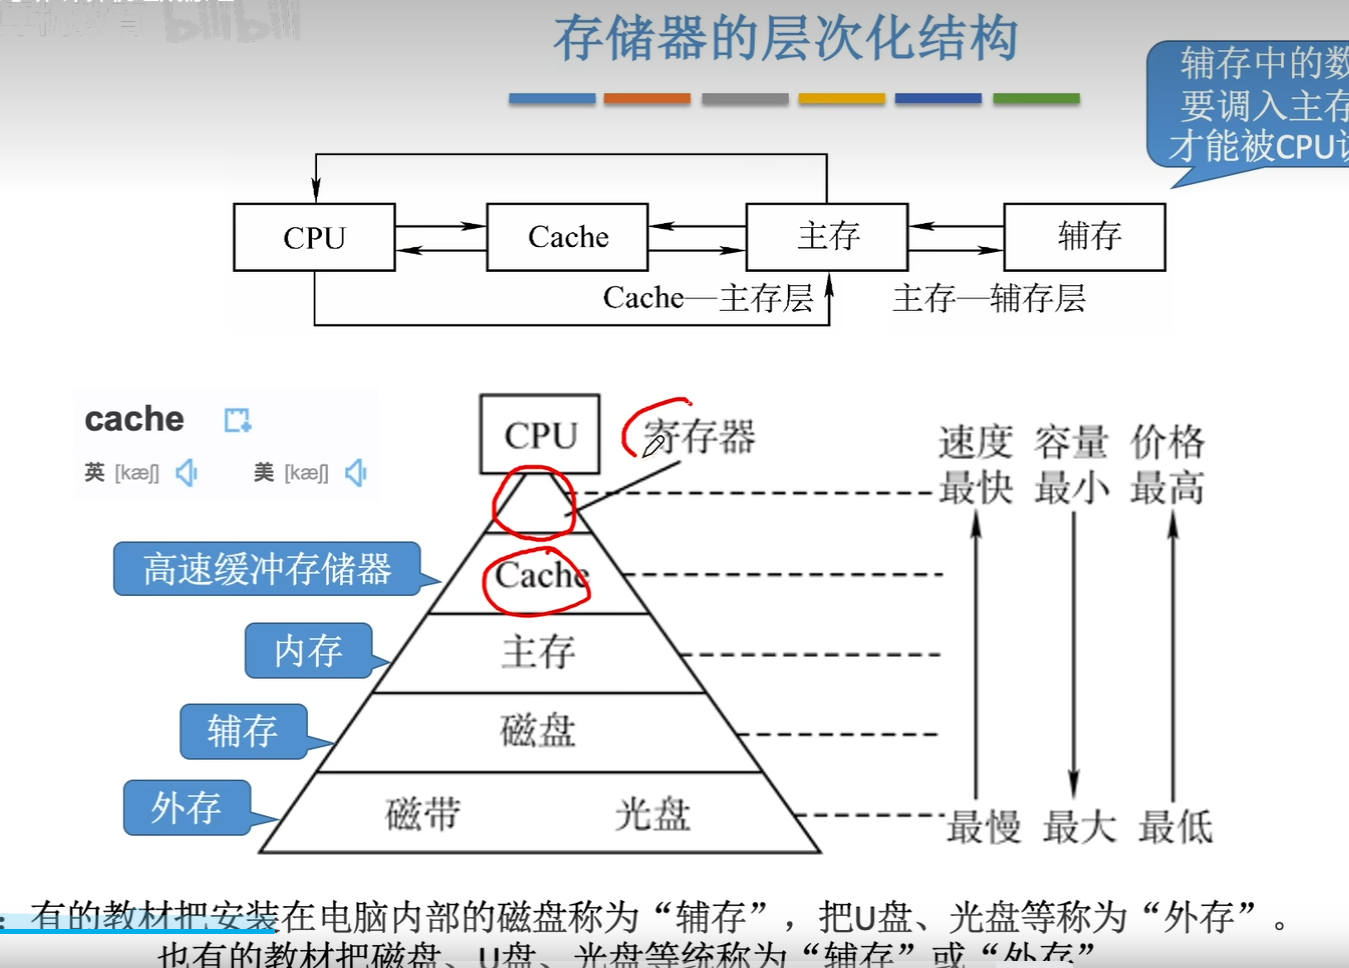 bilibili
存储器的层次化结构
辅存中的数
要调入主存
才能被CPU
CPU
Cache
主存
辅存
Cache—主存层
主存—辅存层
cache
英 [kæʃ] 美 [kæʃ]
CPU
寄存器
速度 容量 价格
最快 最小 最高
高速缓冲存储器
Cache
内存
主存
辅存
磁盘
外存
磁带 光盘
最慢 最大 最低
：有的教材把安装在电脑内部的磁盘称为“辅存”，把U盘、光盘等称为“外存”。
也有的教材把磁盘、U盘、光盘等统称为“辅存”或“外存”